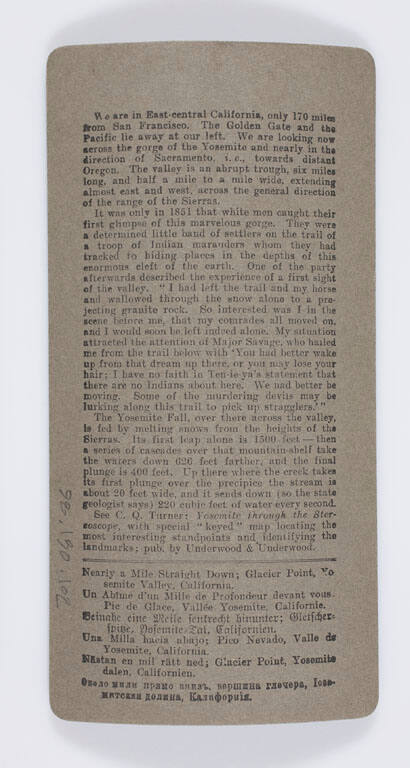 We are in East-central California, only 170 miles
from San Francisco. The Golden Gate and the
Pacific lie away at our left. We are looking now
across the gorge of the Yosemite and nearly in the
direction of Sacramento, i.e., towards distant
Oregon. The valley is an abrupt trough, six miles
long, and half a mile to a mile wide, extending
almost east and west, across the general direction
of the range of the Sierras.
It was only in 1851 that white men caught their
first glimpse of this marvelous gorge. They were
a determined little band of settlers on the trail of
a troop of Indian marauders whom they had
tracked to hiding places in the depths of this
enormous cleft of the earth. One of the party
afterwards described the experience of a first sight
of the valley. "I had left the trail and my horse
and wallowed through the snow alone to a pro-
jecting granite rock. So interested was I in the
scene before me, that my comrades all moved on,
and I would soon be left indeed alone. My situation
attracted the attention of Major Savage, who hailed
me from the trail below with 'You had better wake
up from that dream up there, or you may lose your
hair; I have no faith in Ten-ie-ya's statement that
there are no Indians about here. We had better be
moving. Some of the murdering devils may be
lurking along this trail to pick up stragglers.'"
The Yosemite Fall, over there across the valley,
is fed by melting snows from the heights of the
Sierras. Its first leap alone is 1500 feet—then
a series of cascades over that mountain-shelf take
the waters down 626 feet farther, and the final
plunge is 400 feet. Up there where the creek takes
its first plunge over the precipice the stream is
about 20 feet wide, and it sends down (so the state
geologist says) 220 cubic feet of water every second.
See C. Q. Turner: Yosemite through the Ster-
eoscope, with special "keyed" map locating the
most interesting standpoints and identifying the
landmarks; pub. by Underwood & Underwood.
Nearly a Mile Straight Down; Glacier Point, Yo
semite Valley, California.
Un Abîme d'un Mille de Profondeur devant vous.
Pic de Glace, Vallée Yosemite, Californie.
Beinahe eine Meile senkrecht hinunter; Gletscher-
spitze, Yosemite-Tal, Californien.
Una Milla hacia abajo; Pico Nevado, Valle de
Yosemite, California.
Nästan en mil rätt ned; Glacier Point, Yosemite
dalen, Californien.
Около мили прямо внизъ, вершина глечера, Іосе-
митская долина, Калифорнія.